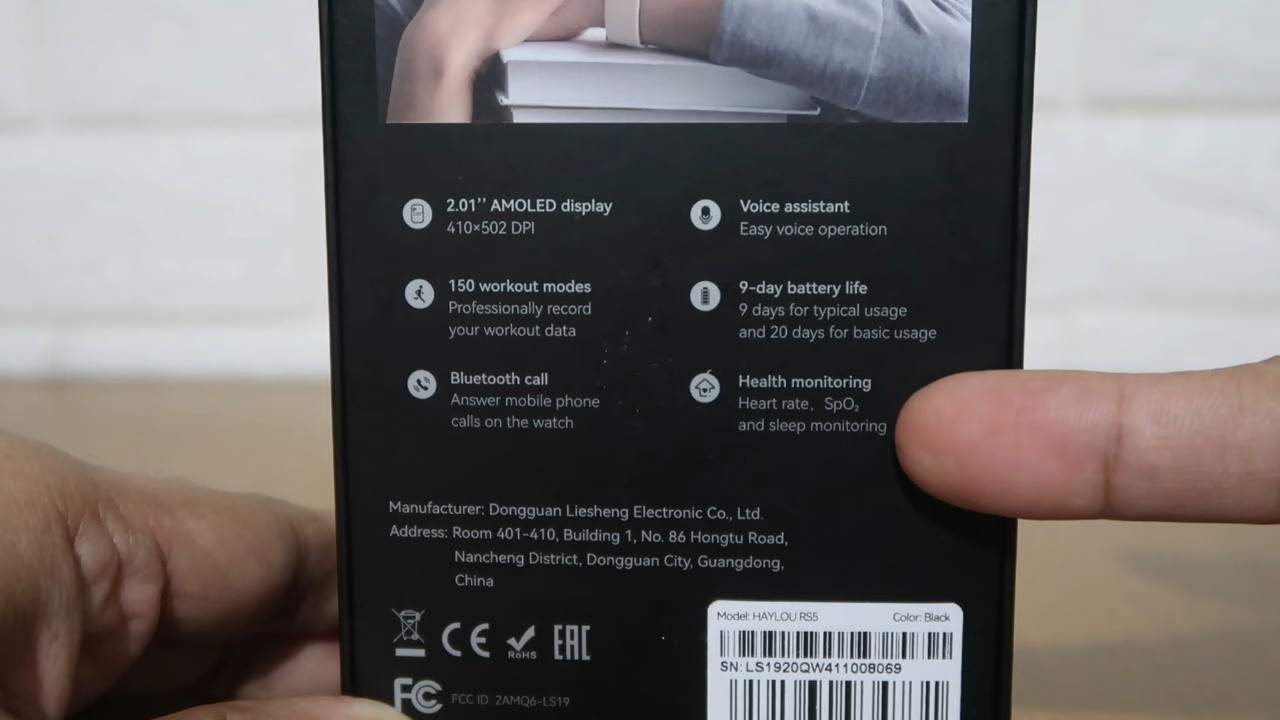 2.01’’ AMOLED display
410×502 DPI
Voice assistant
Easy voice operation
150 workout modes
Professionally record
your workout data
9-day battery life
9 days for typical usage
and 20 days for basic usage
Bluetooth call
Answer mobile phone
calls on the watch
Health monitoring
Heart rate, SpO₂
and sleep monitoring
Manufacturer: Dongguan Liesheng Electronic Co., Ltd.
Address: Room 401-410, Building 1, No. 86 Hongtu Road,
Nancheng District, Dongguan City, Guangdong,
China
CE RoHS EAC
FC FCC ID 2AMQ6-LS19
Model: HAYLOU RS5 Color: Black
SN: LS1920QW411008069